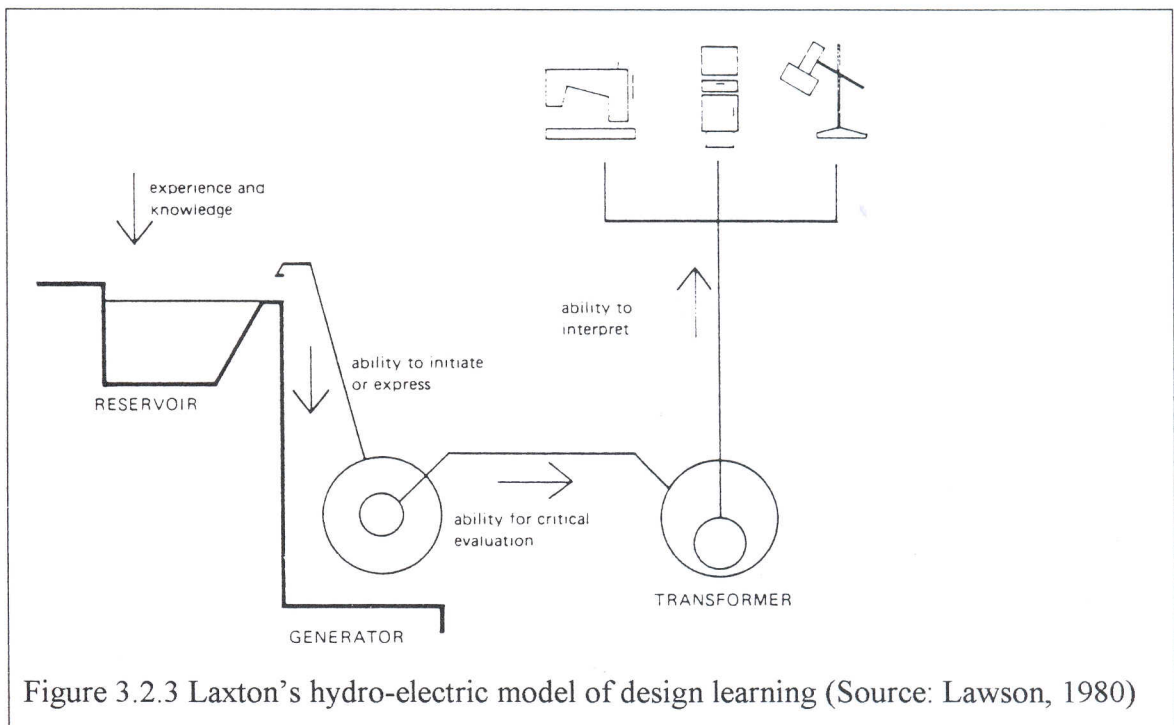 experience and
knowledge
RESERVOIR
ability to initiate
or express
ability for critical
evaluation
GENERATOR
ability to
interpret
TRANSFORMER
Figure 3.2.3 Laxton's hydro-electric model of design learning (Source: Lawson, 1980)